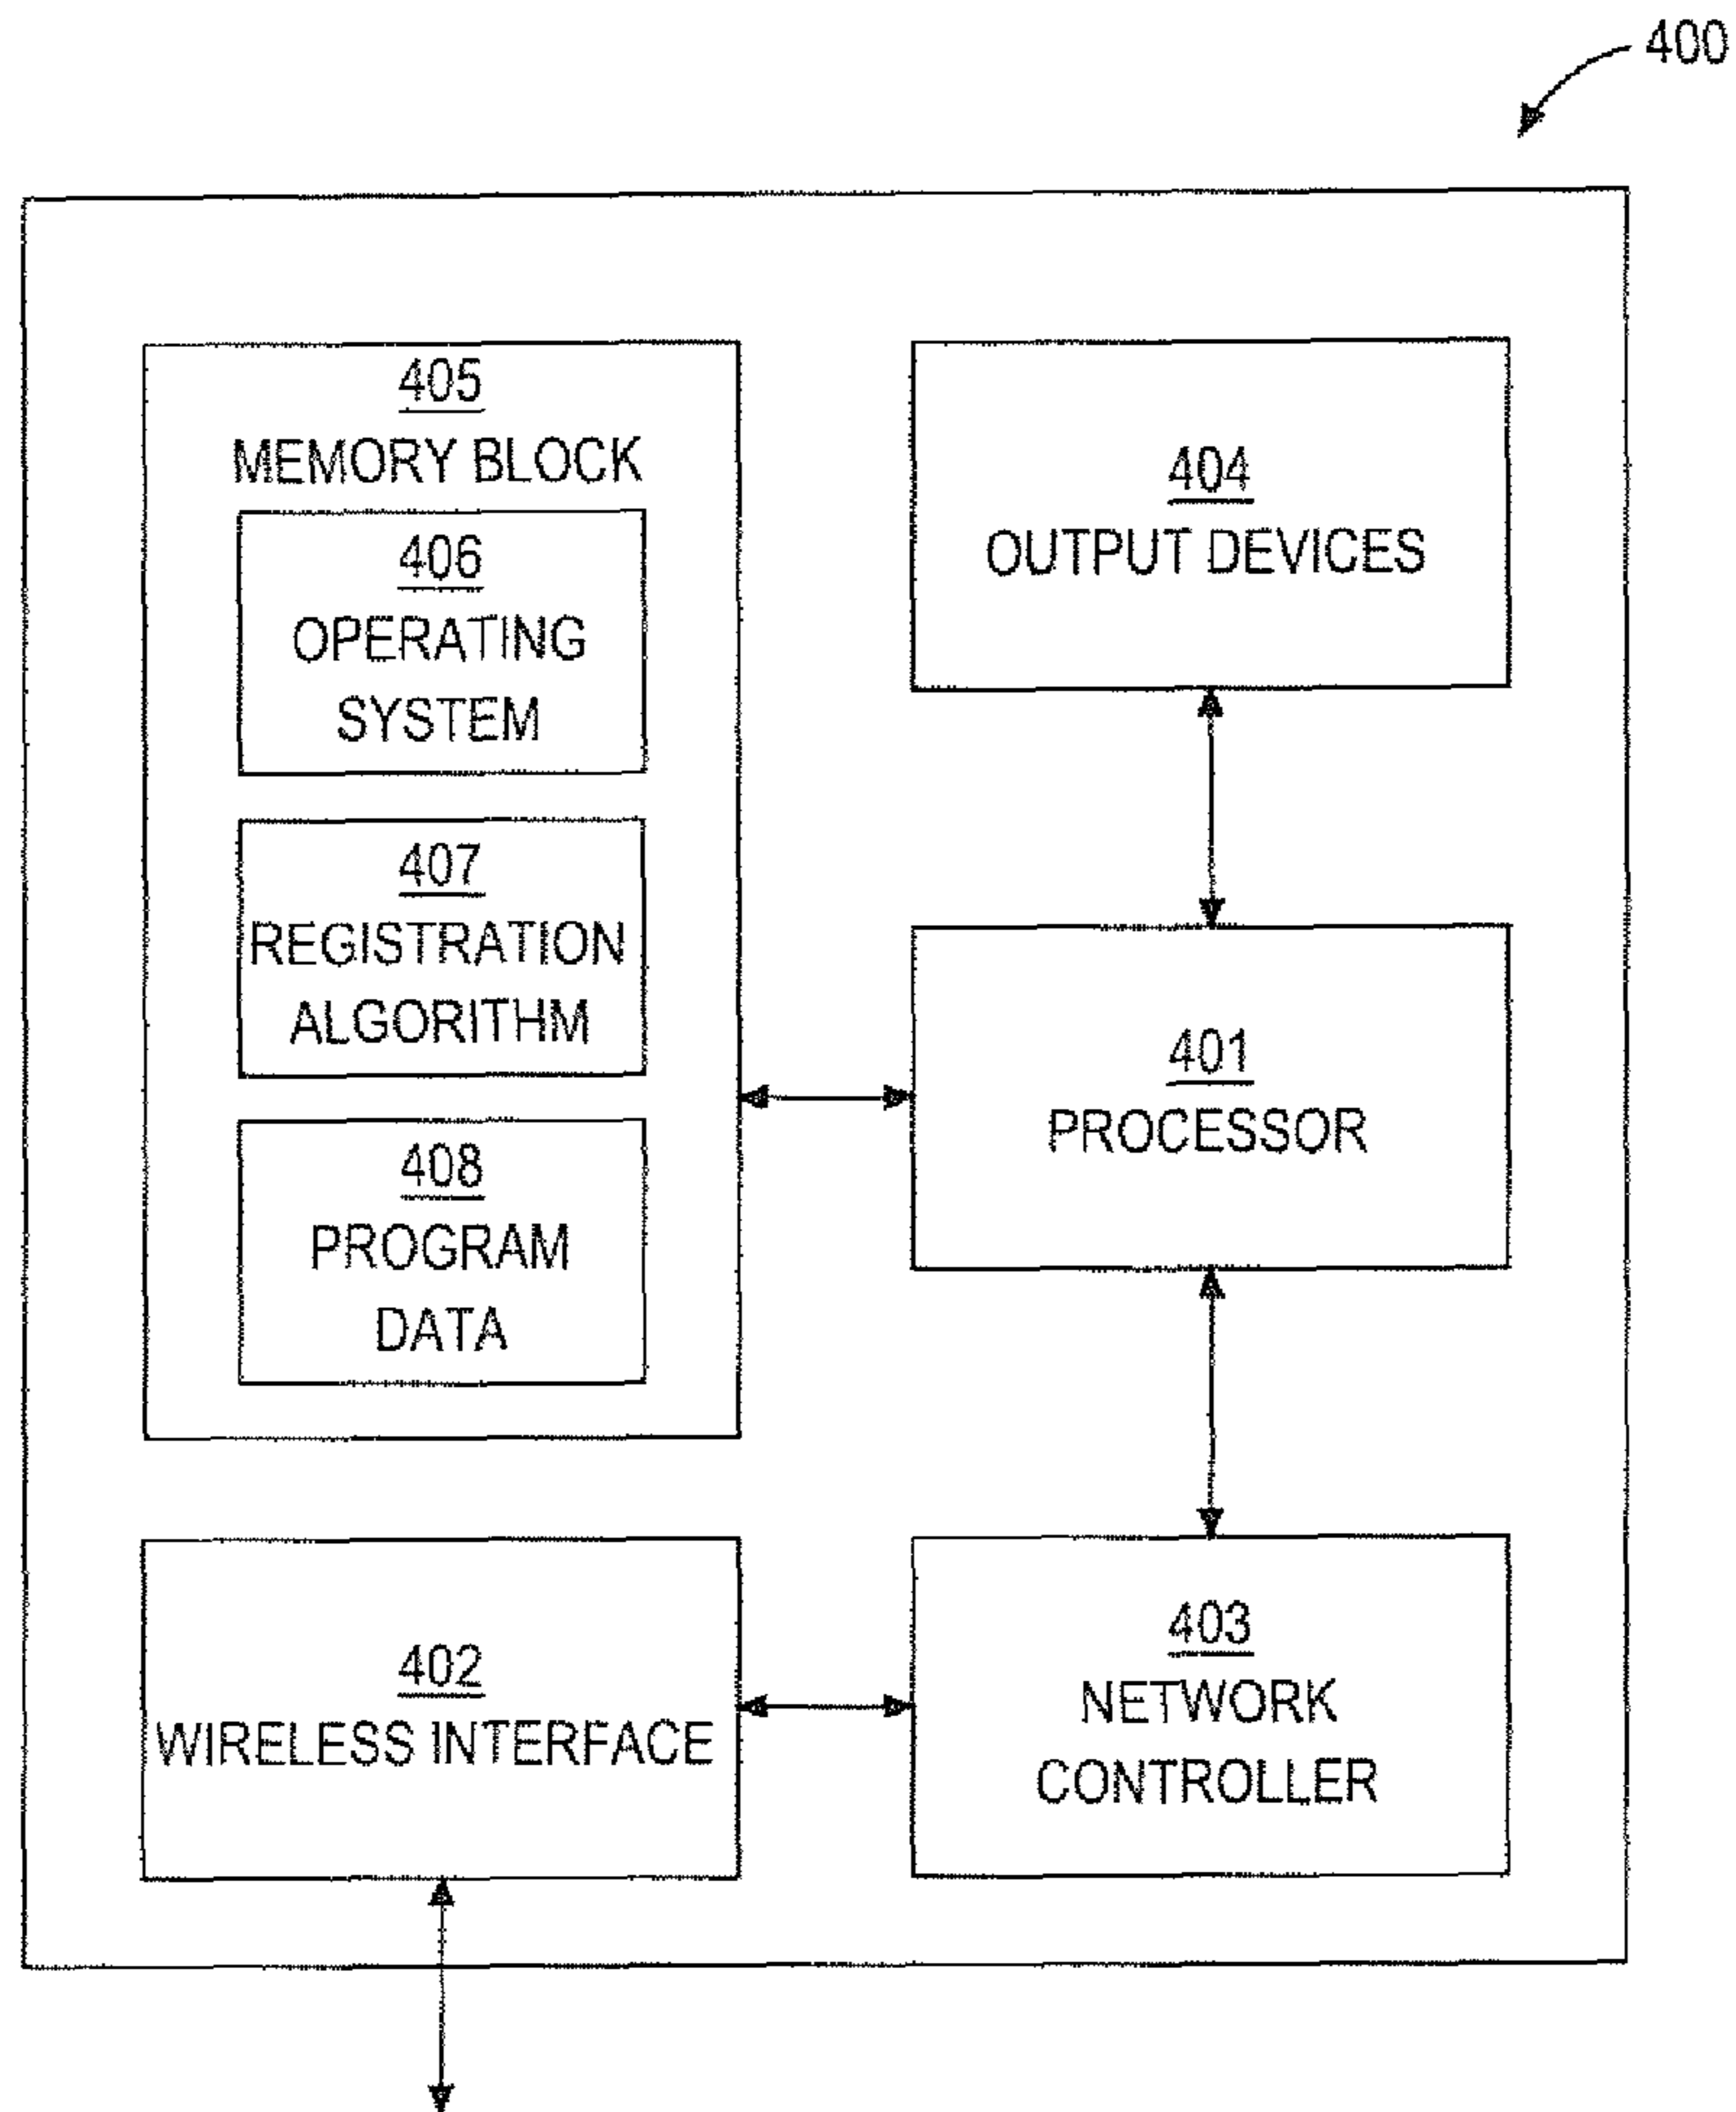 400
405
MEMORY BLOCK
406
OPERATING
SYSTEM
407
REGISTRATION
ALGORITHM
408
PROGRAM
DATA
404
OUTPUT DEVICES
401
PROCESSOR
402
WIRELESS INTERFACE
403
NETWORK
CONTROLLER